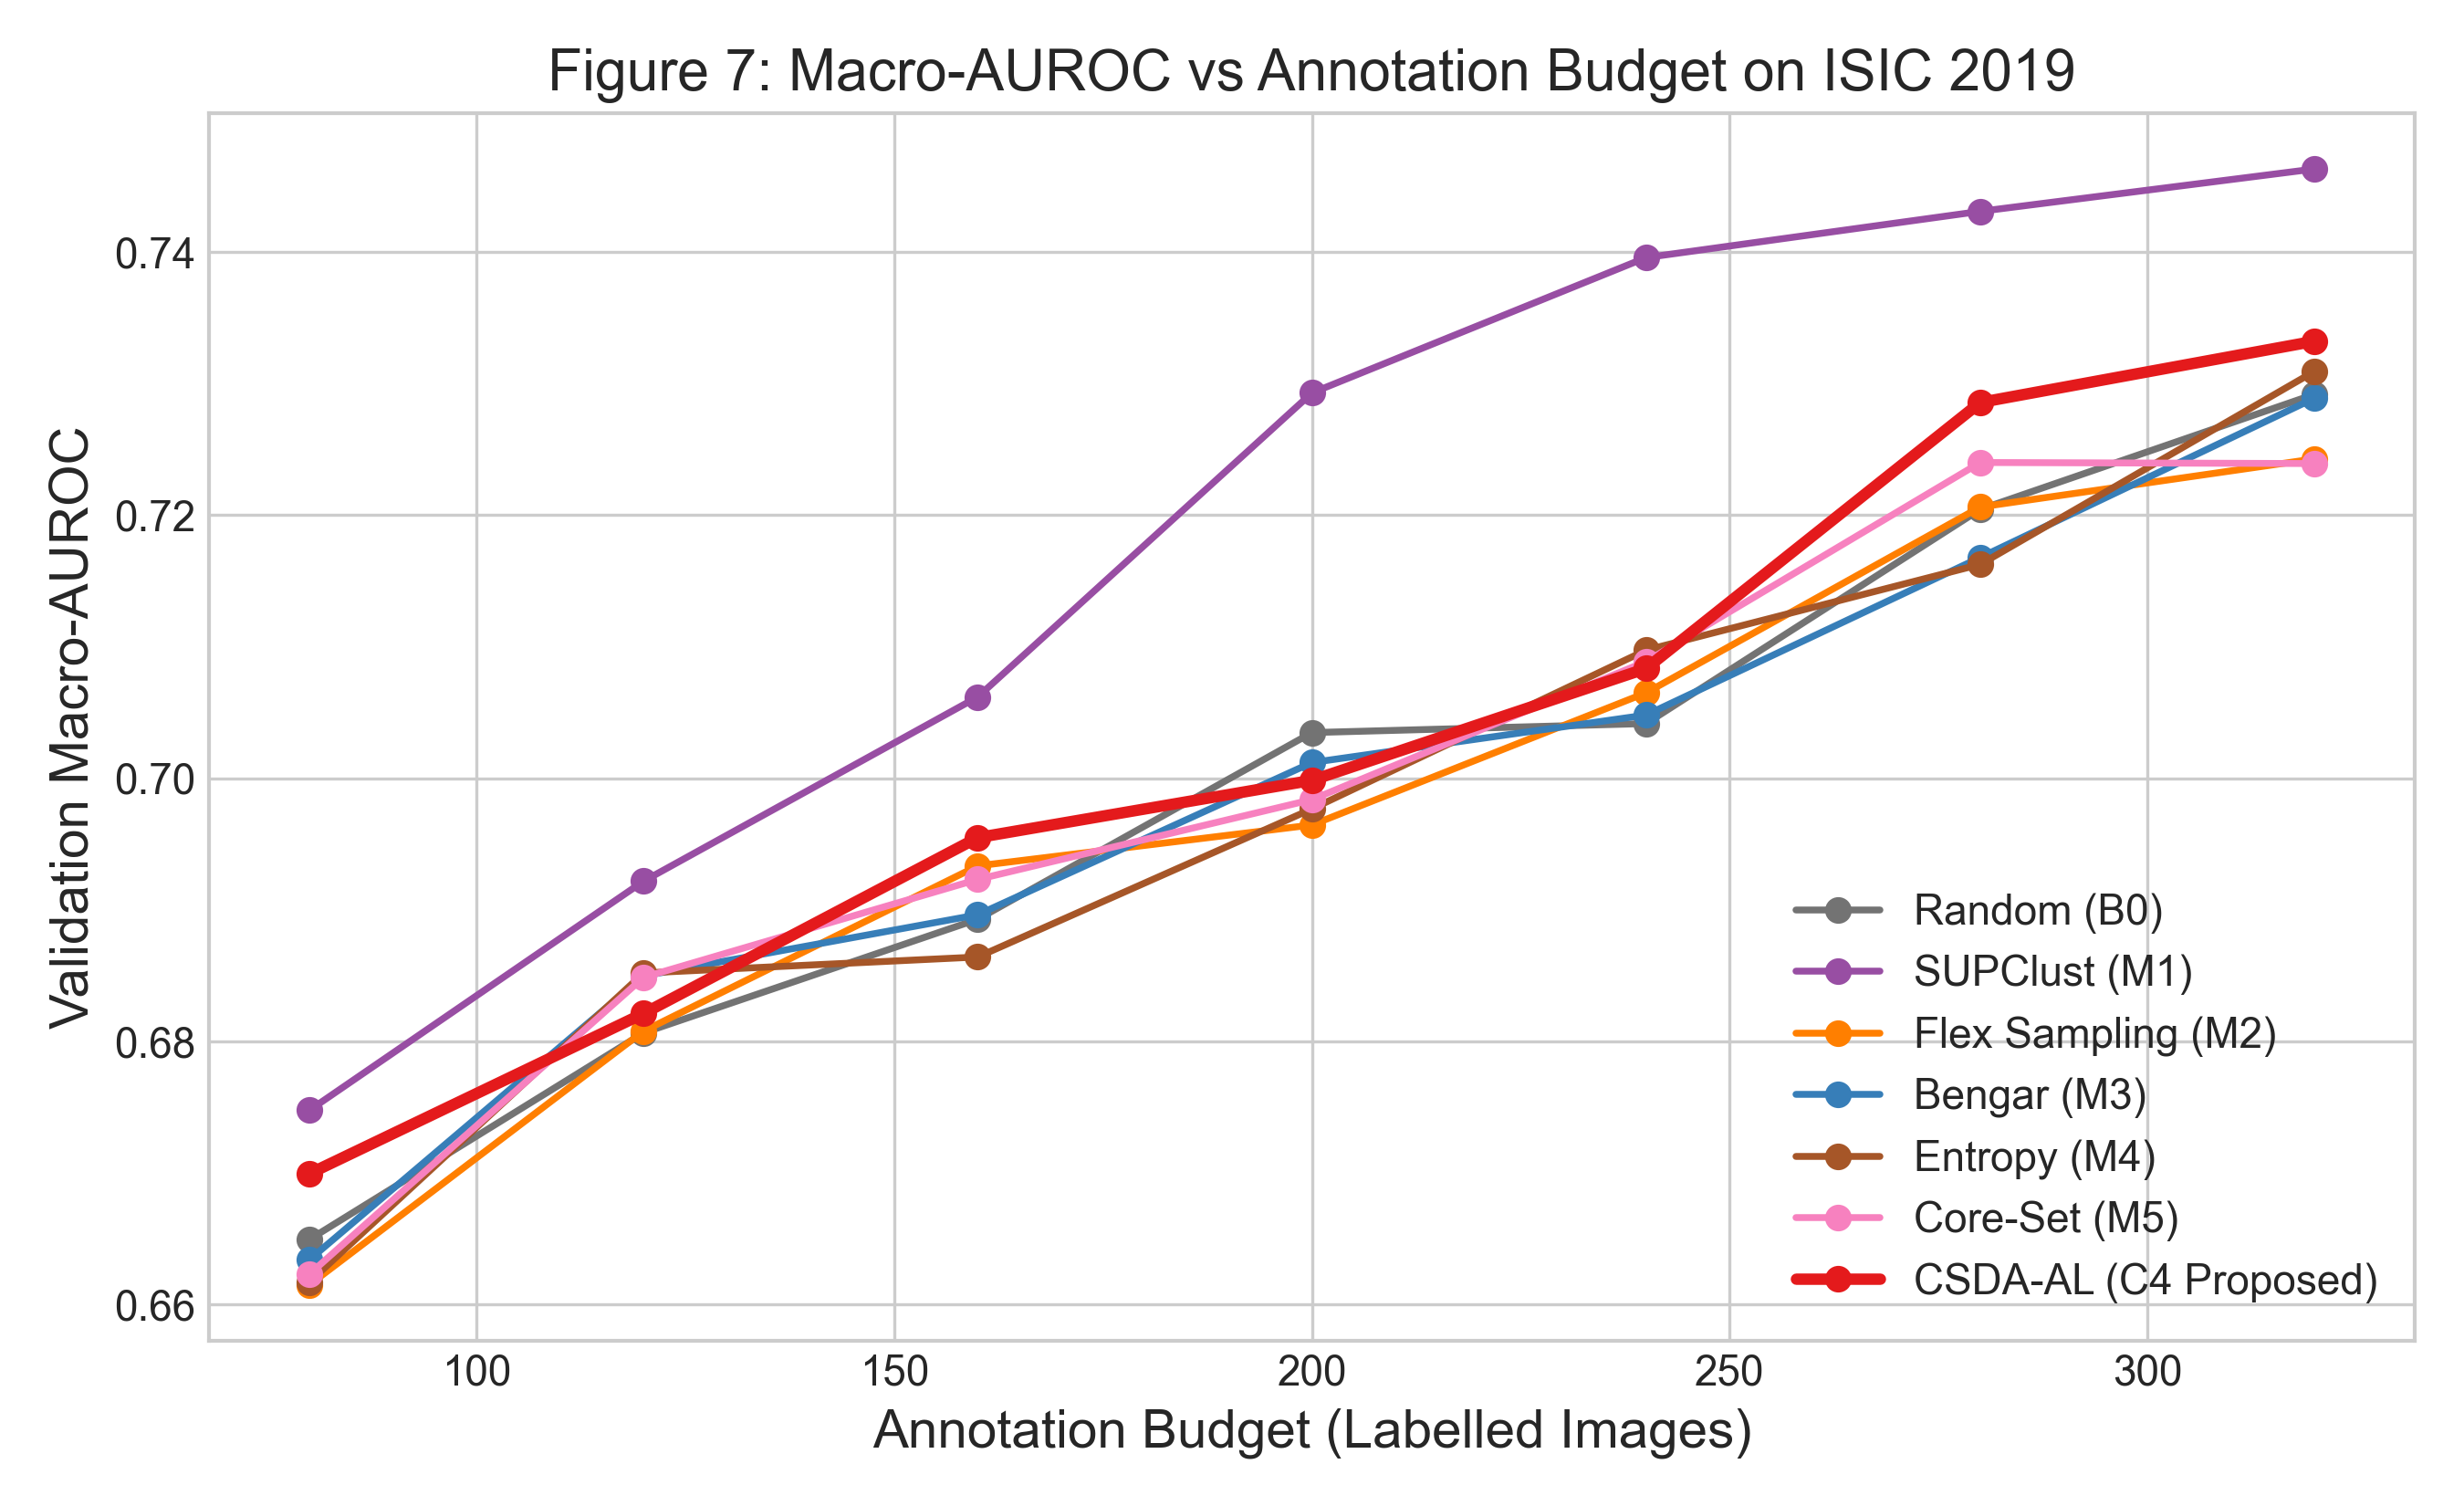 Figure 7: Macro-AUROC vs Annotation Budget on ISIC 2019
Validation Macro-AUROC
0.74
0.72
0.70
0.68
0.66
Random (B0)
SUPClust (M1)
Flex Sampling (M2)
Bengar (M3)
Entropy (M4)
Core-Set (M5)
CSDA-AL (C4 Proposed)
100 150 200 250 300
Annotation Budget (Labelled Images)